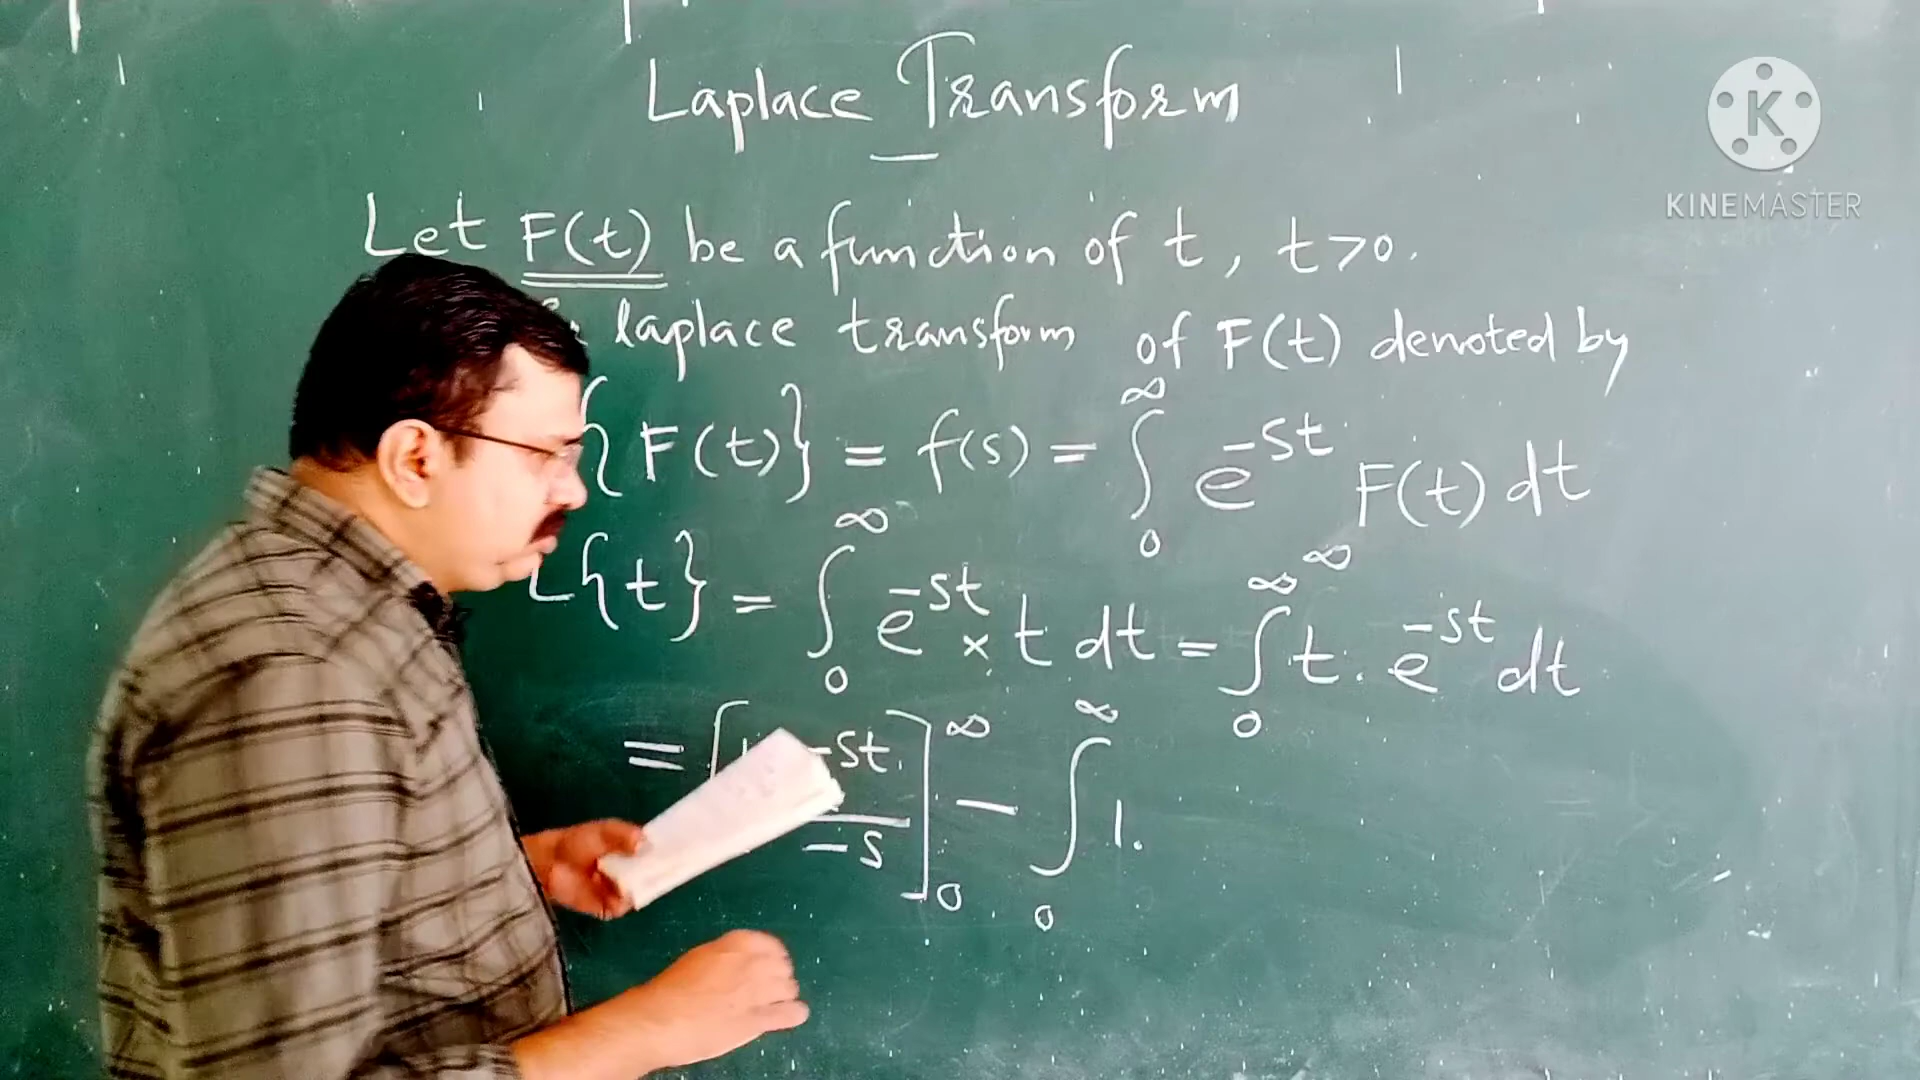 Laplace Transform
KINEMASTER
Let F(t) be a function of t, t>0.
laplace transform of F(t) denoted by
{F(t)} = f(s) = ∫₀^∞ e^{-st} F(t) dt
L{t} = ∫₀^∞ e^{-st} × t dt = ∫₀^∞ ^∞ t. e^{-st} dt
= [ -st / -s ]₀^∞ - ∫₀^∞ 1.